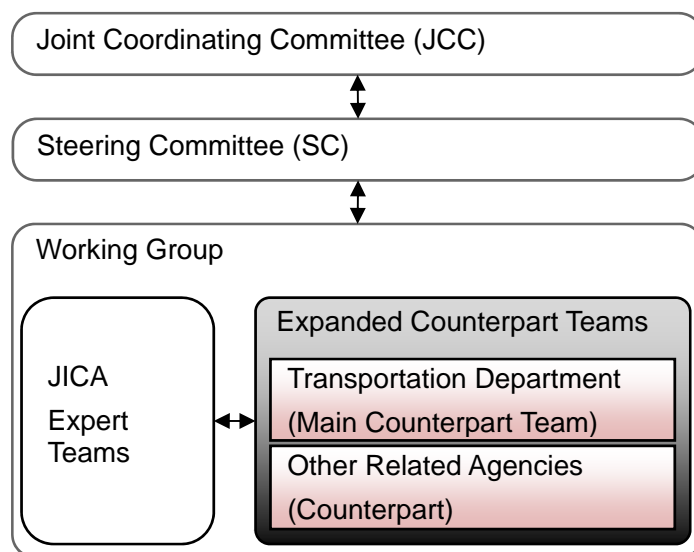 Joint Coordinating Committee (JCC)
Steering Committee (SC)
Working Group
JICA
Expert
Teams
Expanded Counterpart Teams
Transportation Department
(Main Counterpart Team)
Other Related Agencies
(Counterpart)